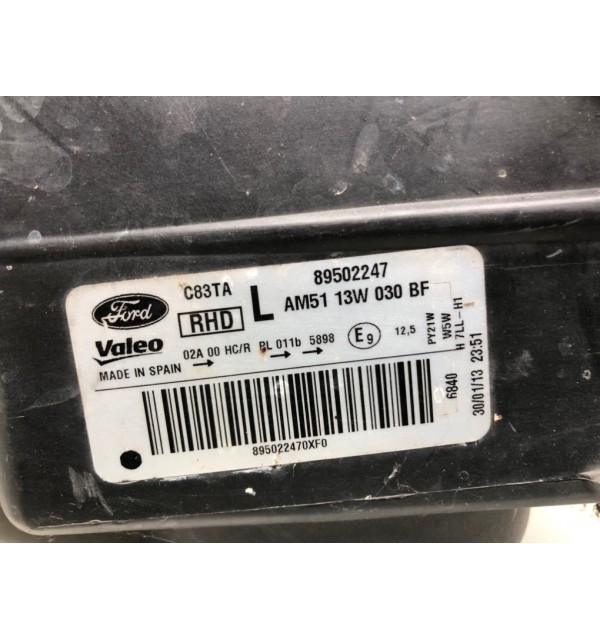 Ford C83TA L 89502247
Valeo RHD AM51 13W 030 BF
MADE IN SPAIN 02A 00 HC/R PL 011b 5898 E9 12,5
PY21W
W5W
H 7LL-H1
6840
30/01/13 23:51
895022470XF0